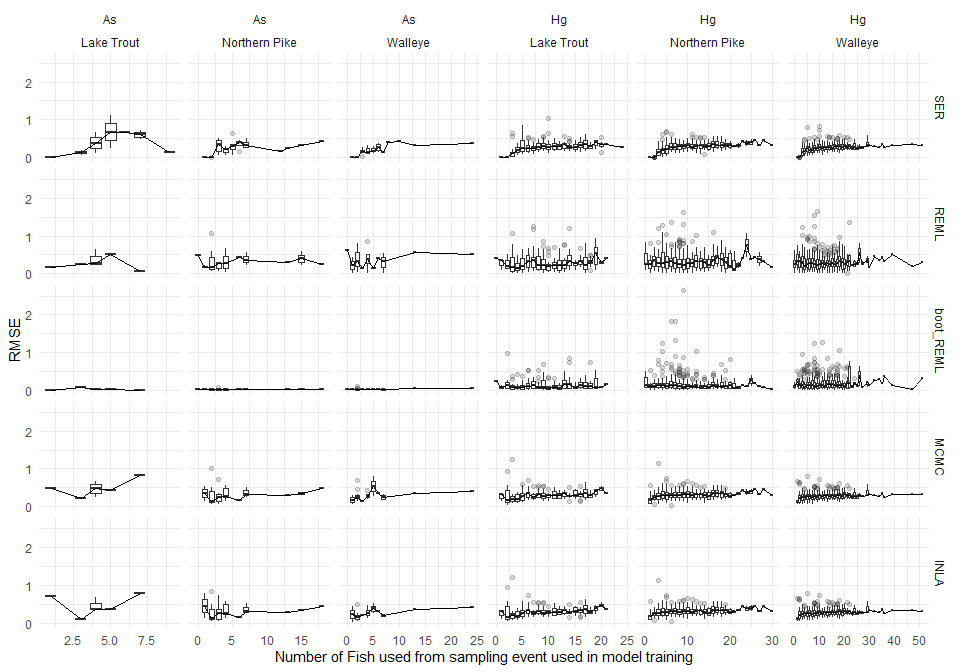 As As As Hg Hg Hg
Lake Trout Northern Pike Walleye Lake Trout Northern Pike Walleye
2
1
0
SER
2
1
0
REML
2
1
0
boot_REML
2
1
0
MCMC
2
1
0
INLA
RMSE
2.5 5.0 7.5 0 5 10 15 0 5 10 15 20 25 0 5 10 15 20 25 0 10 20 30 0 10 20 30 40 50
Number of Fish used from sampling event used in model training